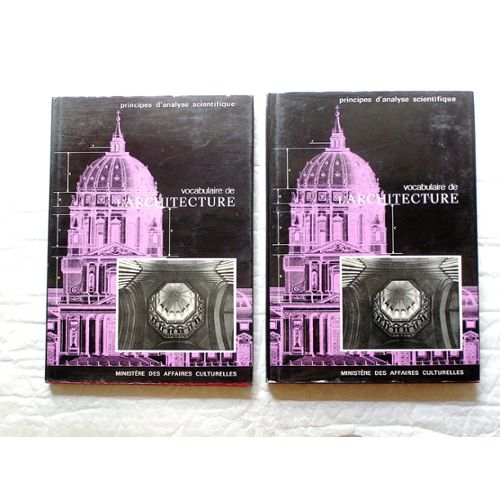 principes d'analyse scientifique
vocabulaire de
L'ARCHITECTURE
MINISTÈRE DES AFFAIRES CULTURELLES
principes d'analyse scientifique
vocabulaire de
L'ARCHITECTURE
MINISTÈRE DES AFFAIRES CULTURELLES